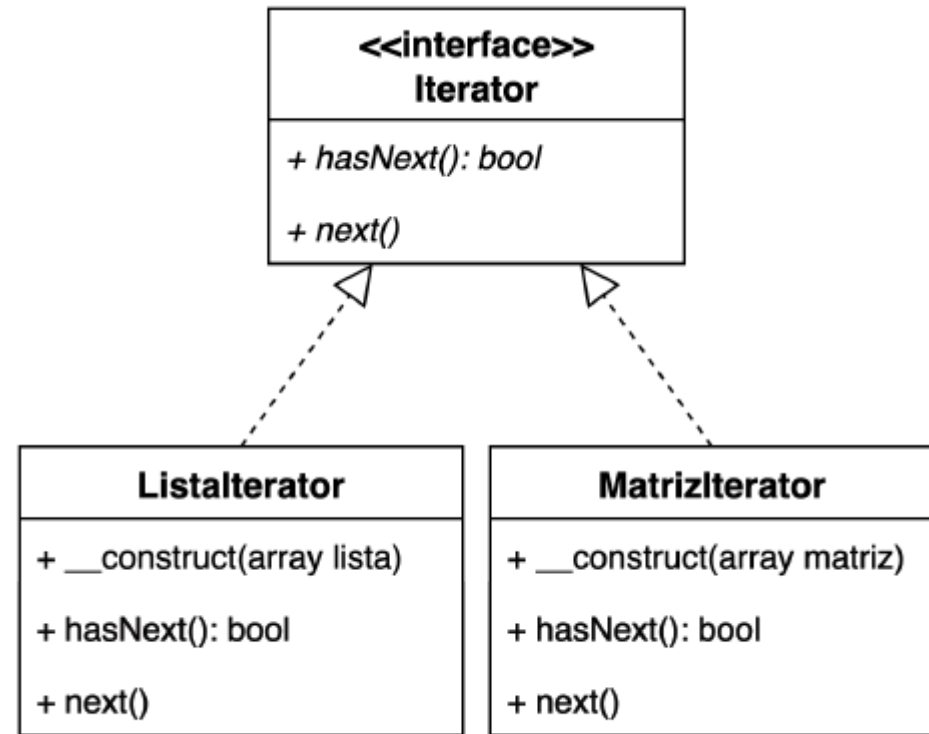 <<interface>>
Iterator
+ hasNext(): bool
+ next()
ListaIterator
+ __construct(array lista)
+ hasNext(): bool
+ next()
MatrizIterator
+ __construct(array matriz)
+ hasNext(): bool
+ next()